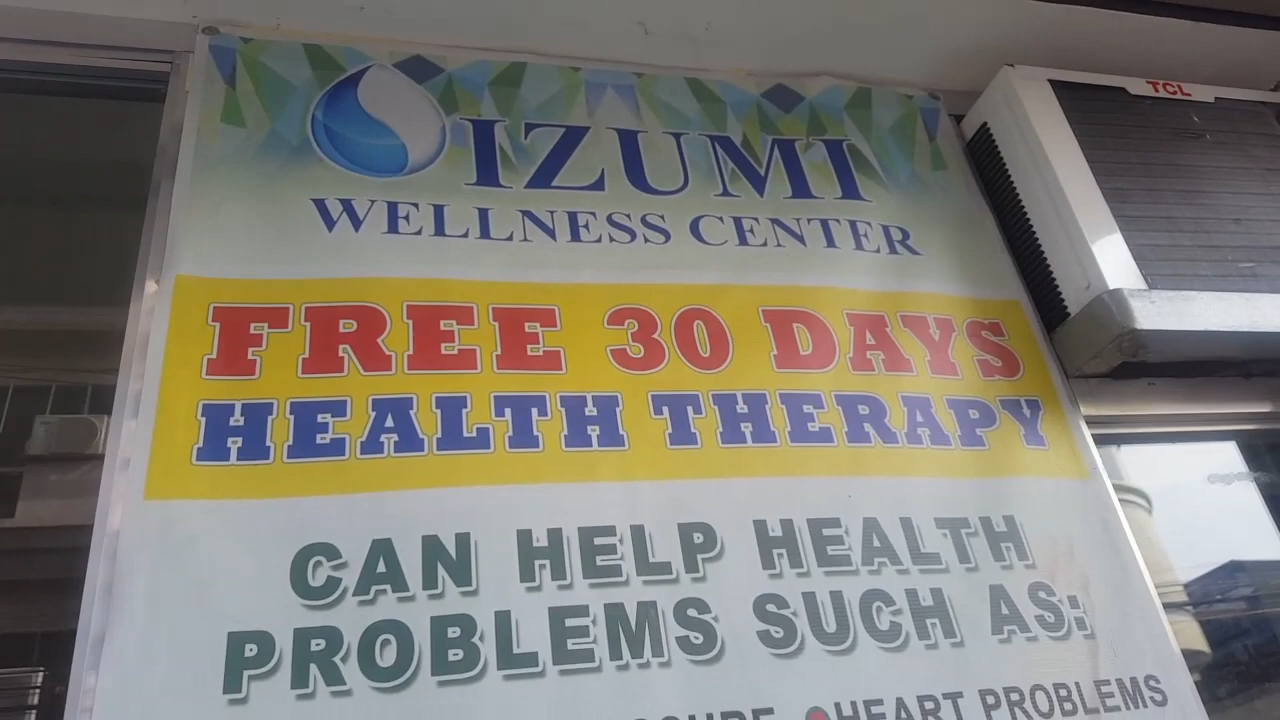 IZUMI
WELLNESS CENTER
FREE 30 DAYS
HEALTH THERAPY
CAN HELP HEALTH
PROBLEMS SUCH AS:
HEART PROBLEMS
TCL